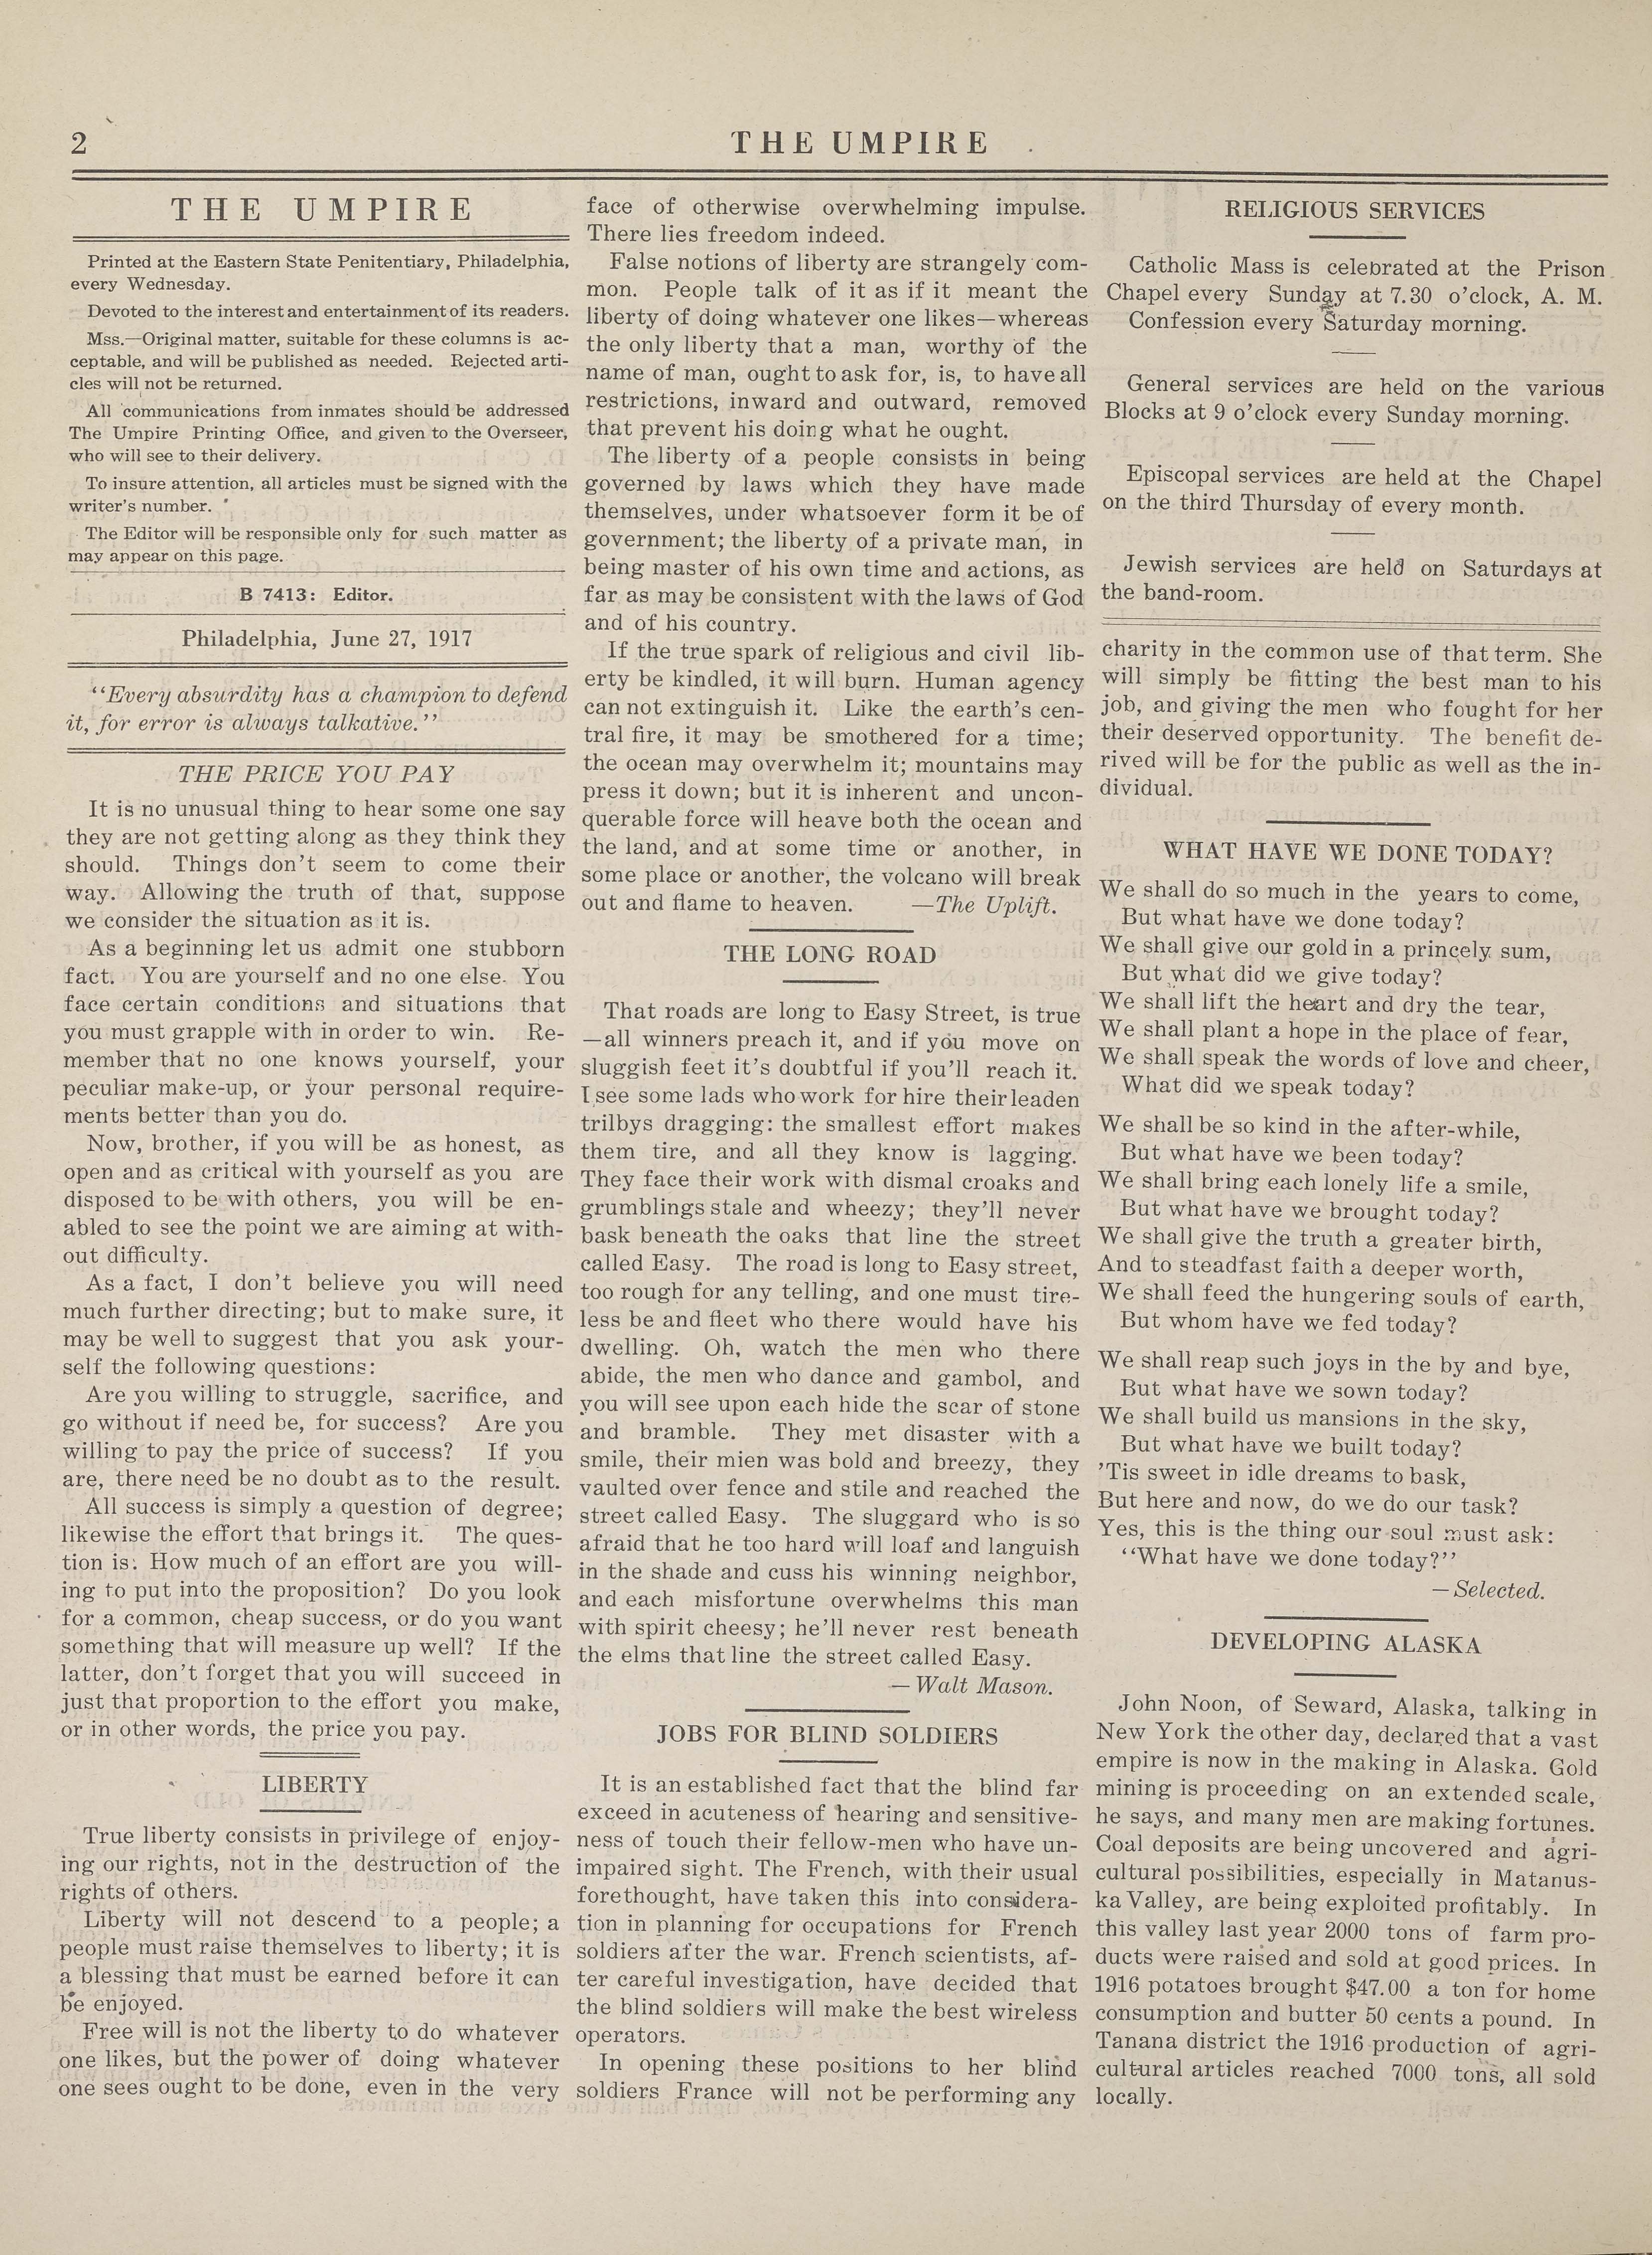 2
THE UMPIRE
THE UMPIRE
Printed at the Eastern State Penitentiary, Philadelphia,
every Wednesday.
Devoted to the interest and entertainment of its readers.
Mss.—Original matter, suitable for these columns is ac-
ceptable, and will be published as needed. Rejected arti-
cles will not be returned.
All communications from inmates should be addressed
The Umpire Printing Office, and given to the Overseer,
who will see to their delivery.
To insure attention, all articles must be signed with the
writer's number.
The Editor will be responsible only for such matter as
may appear on this page.
B 7413: Editor.
Philadelphia, June 27, 1917
"Every absurdity has a champion to defend
it, for error is always talkative."
THE PRICE YOU PAY
It is no unusual thing to hear some one say
they are not getting along as they think they
should. Things don't seem to come their
way. Allowing the truth of that, suppose
we consider the situation as it is.
As a beginning let us admit one stubborn
fact. You are yourself and no one else. You
face certain conditions and situations that
you must grapple with in order to win. Re-
member that no one knows yourself, your
peculiar make-up, or your personal require-
ments better than you do.
Now, brother, if you will be as honest, as
open and as critical with yourself as you are
disposed to be with others, you will be en-
abled to see the point we are aiming at with-
out difficulty.
As a fact, I don't believe you will need
much further directing; but to make sure, it
may be well to suggest that you ask your-
self the following questions:
Are you willing to struggle, sacrifice, and
go without if need be, for success? Are you
willing to pay the price of success? If you
are, there need be no doubt as to the result.
All success is simply a question of degree;
likewise the effort that brings it. The ques-
tion is: How much of an effort are you will-
ing to put into the proposition? Do you look
for a common, cheap success, or do you want
something that will measure up well? If the
latter, don't forget that you will succeed in
just that proportion to the effort you make,
or in other words, the price you pay.
LIBERTY
True liberty consists in privilege of enjoy-
ing our rights, not in the destruction of the
rights of others.
Liberty will not descend to a people; a
people must raise themselves to liberty; it is
a blessing that must be earned before it can
be enjoyed.
Free will is not the liberty to do whatever
one likes, but the power of doing whatever
one sees ought to be done, even in the very
face of otherwise overwhelming impulse.
There lies freedom indeed.
False notions of liberty are strangely com-
mon. People talk of it as if it meant the
liberty of doing whatever one likes—whereas
the only liberty that a man, worthy of the
name of man, ought to ask for, is, to have all
restrictions, inward and outward, removed
that prevent his doing what he ought.
The liberty of a people consists in being
governed by laws which they have made
themselves, under whatsoever form it be of
government; the liberty of a private man, in
being master of his own time and actions, as
far as may be consistent with the laws of God
and of his country.
If the true spark of religious and civil lib-
erty be kindled, it will burn. Human agency
can not extinguish it. Like the earth's cen-
tral fire, it may be smothered for a time;
the ocean may overwhelm it; mountains may
press it down; but it is inherent and uncon-
querable force will heave both the ocean and
the land, and at some time or another, in
some place or another, the volcano will break
out and flame to heaven. —The Uplift.
THE LONG ROAD
That roads are long to Easy Street, is true
—all winners preach it, and if you move on
sluggish feet it's doubtful if you'll reach it.
I see some lads who work for hire their leaden
trilbys dragging: the smallest effort makes
them tire, and all they know is lagging.
They face their work with dismal croaks and
grumblings stale and wheezy; they'll never
bask beneath the oaks that line the street
called Easy. The road is long to Easy street,
too rough for any telling, and one must tire-
less be and fleet who there would have his
dwelling. Oh, watch the men who there
abide, the men who dance and gambol, and
you will see upon each hide the scar of stone
and bramble. They met disaster with a
smile, their mien was bold and breezy, they
vaulted over fence and stile and reached the
street called Easy. The sluggard who is so
afraid that he too hard will loaf and languish
in the shade and cuss his winning neighbor,
and each misfortune overwhelms this man
with spirit cheesy; he'll never rest beneath
the elms that line the street called Easy.
—Walt Mason.
JOBS FOR BLIND SOLDIERS
It is an established fact that the blind far
exceed in acuteness of hearing and sensitive-
ness of touch their fellow-men who have un-
impaired sight. The French, with their usual
forethought, have taken this into considera-
tion in planning for occupations for French
soldiers after the war. French scientists, af-
ter careful investigation, have decided that
the blind soldiers will make the best wireless
operators.
In opening these positions to her blind
soldiers France will not be performing any
RELIGIOUS SERVICES
Catholic Mass is celebrated at the Prison
Chapel every Sunday at 7.30 o'clock, A. M.
Confession every Saturday morning.
General services are held on the various
Blocks at 9 o'clock every Sunday morning.
Episcopal services are held at the Chapel
on the third Thursday of every month.
Jewish services are held on Saturdays at
the band-room.
charity in the common use of that term. She
will simply be fitting the best man to his
job, and giving the men who fought for her
their deserved opportunity. The benefit de-
rived will be for the public as well as the in-
dividual.
WHAT HAVE WE DONE TODAY?
We shall do so much in the years to come,
But what have we done today?
We shall give our gold in a princely sum,
But what did we give today?
We shall lift the heart and dry the tear,
We shall plant a hope in the place of fear,
We shall speak the words of love and cheer,
What did we speak today?
We shall be so kind in the after-while,
But what have we been today?
We shall bring each lonely life a smile,
But what have we brought today?
We shall give the truth a greater birth,
And to steadfast faith a deeper worth,
We shall feed the hungering souls of earth,
But whom have we fed today?
We shall reap such joys in the by and bye,
But what have we sown today?
We shall build us mansions in the sky,
But what have we built today?
'Tis sweet in idle dreams to bask,
But here and now, do we do our task?
Yes, this is the thing our soul must ask:
"What have we done today?"
—Selected.
DEVELOPING ALASKA
John Noon, of Seward, Alaska, talking in
New York the other day, declared that a vast
empire is now in the making in Alaska. Gold
mining is proceeding on an extended scale,
he says, and many men are making fortunes.
Coal deposits are being uncovered and agri-
cultural possibilities, especially in Matanus-
ka Valley, are being exploited profitably. In
this valley last year 2000 tons of farm pro-
ducts were raised and sold at good prices. In
1916 potatoes brought $47.00 a ton for home
consumption and butter 50 cents a pound. In
Tanana district the 1916 production of agri-
cultural articles reached 7000 tons, all sold
locally.